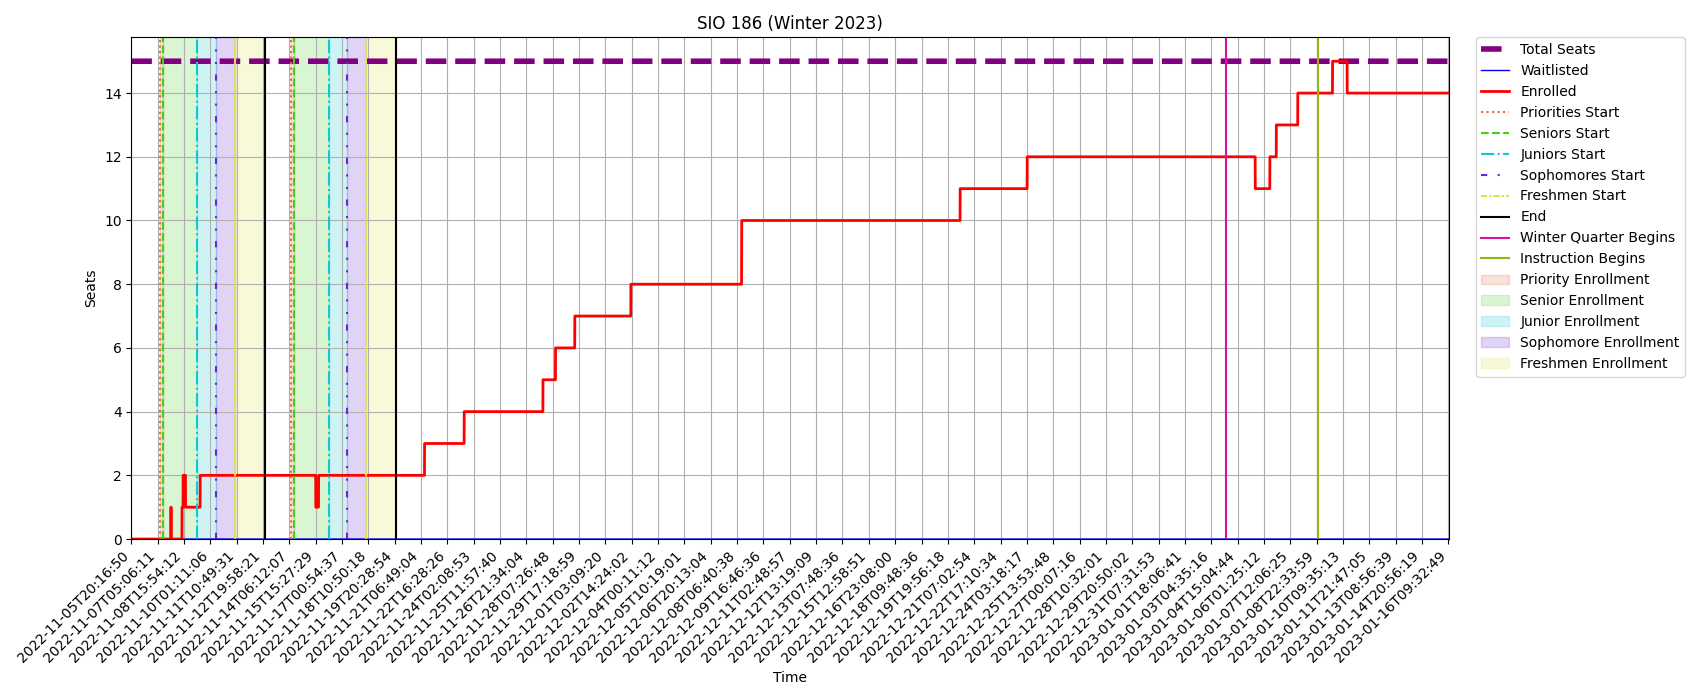 SIO 186 (Winter 2023)
Seats
14
12
10
8
6
4
2
0
2022-11-05T20:16:50
2022-11-07T05:06:11
2022-11-08T15:54:12
2022-11-10T01:11:06
2022-11-11T10:49:31
2022-11-12T19:58:21
2022-11-14T06:12:07
2022-11-15T15:27:29
2022-11-17T00:54:37
2022-11-18T10:50:18
2022-11-19T20:28:54
2022-11-21T06:49:04
2022-11-22T16:28:26
2022-11-24T02:08:53
2022-11-25T11:57:40
2022-11-26T21:34:04
2022-11-28T07:26:48
2022-11-29T17:18:59
2022-12-01T03:09:20
2022-12-02T14:24:02
2022-12-04T00:11:12
2022-12-05T10:19:01
2022-12-06T20:13:04
2022-12-08T06:40:38
2022-12-09T16:46:36
2022-12-11T02:48:57
2022-12-12T13:19:09
2022-12-13T07:48:36
2022-12-15T12:58:51
2022-12-16T23:08:00
2022-12-18T09:48:36
2022-12-19T19:56:18
2022-12-21T07:02:54
2022-12-22T17:10:34
2022-12-24T03:18:17
2022-12-25T13:53:48
2022-12-27T00:07:16
2022-12-28T10:32:01
2022-12-29T20:50:02
2022-12-31T07:31:53
2023-01-01T18:06:41
2023-01-03T04:35:16
2023-01-04T15:04:44
2023-01-06T01:25:12
2023-01-07T12:06:25
2023-01-08T22:33:59
2023-01-10T09:35:13
2023-01-11T21:47:05
2023-01-13T08:56:39
2023-01-14T20:56:19
2023-01-16T09:32:49
Time
Total Seats
Waitlisted
Enrolled
Priorities Start
Seniors Start
Juniors Start
Sophomores Start
Freshmen Start
End
Winter Quarter Begins
Instruction Begins
Priority Enrollment
Senior Enrollment
Junior Enrollment
Sophomore Enrollment
Freshmen Enrollment